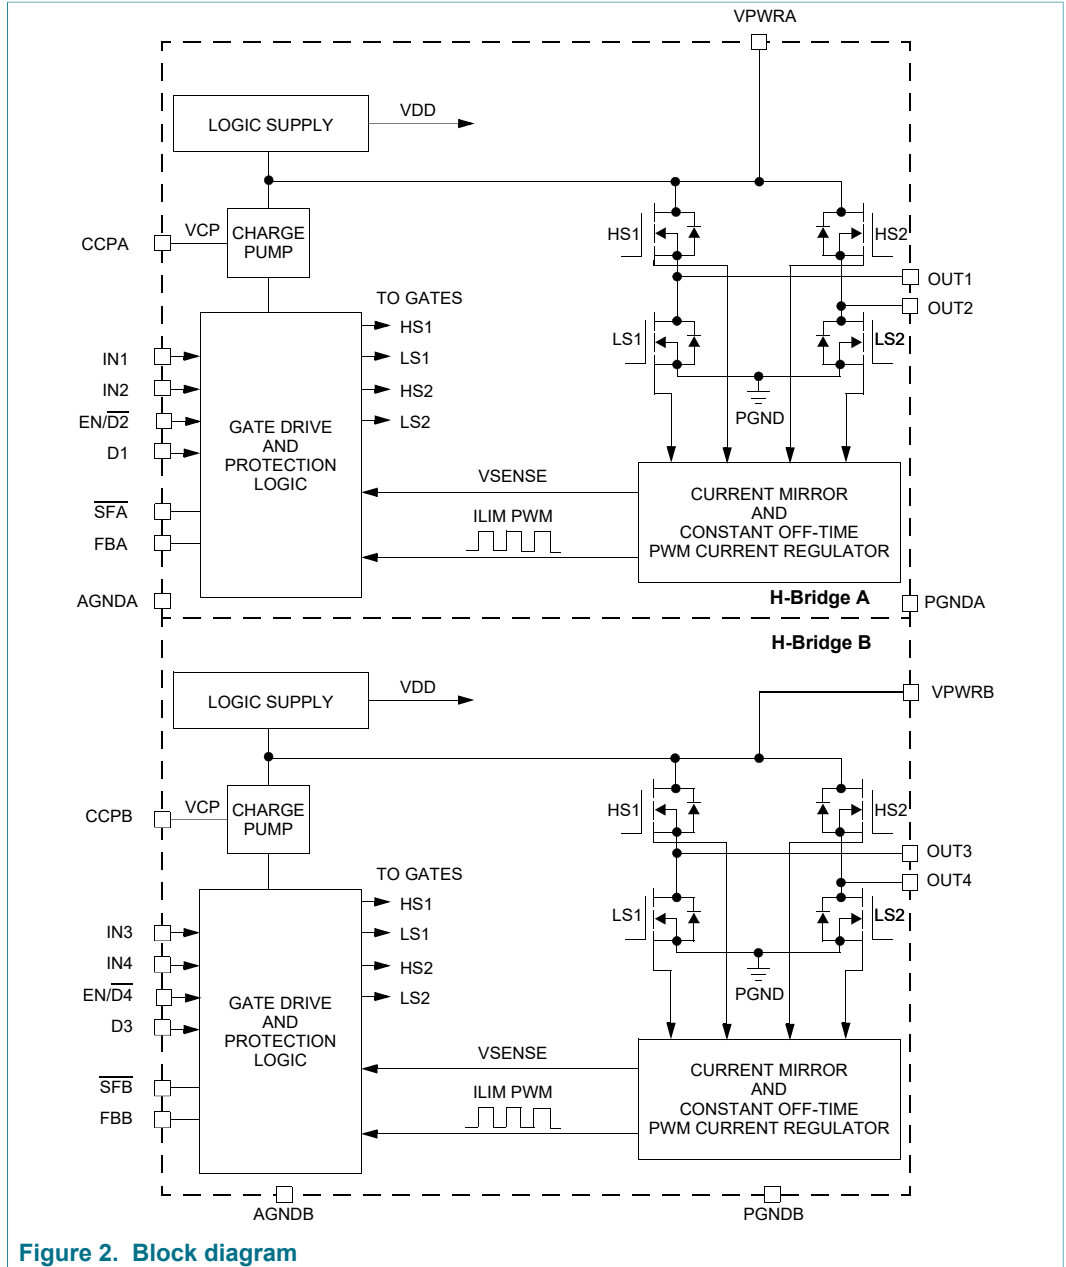 VPWRA
LOGIC SUPPLY
VDD
CCPA
VCP
CHARGE
PUMP
HS1
HS2
OUT1
OUT2
TO GATES
HS1
LS1
HS2
LS2
LS1
LS2
PGND
IN1
IN2
EN/D2
D1
SFA
FBA
GATE DRIVE
AND
PROTECTION
LOGIC
VSENSE
ILIM PWM
CURRENT MIRROR
AND
CONSTANT OFF-TIME
PWM CURRENT REGULATOR
AGNDA
H-Bridge A
PGNDA
H-Bridge B
LOGIC SUPPLY
VDD
VPWRB
CCPB
VCP
CHARGE
PUMP
HS1
HS2
OUT3
OUT4
TO GATES
HS1
LS1
HS2
LS2
LS1
LS2
PGND
IN3
IN4
EN/D4
D3
SFB
FBB
GATE DRIVE
AND
PROTECTION
LOGIC
VSENSE
ILIM PWM
CURRENT MIRROR
AND
CONSTANT OFF-TIME
PWM CURRENT REGULATOR
AGNDB
PGNDB
Figure 2. Block diagram